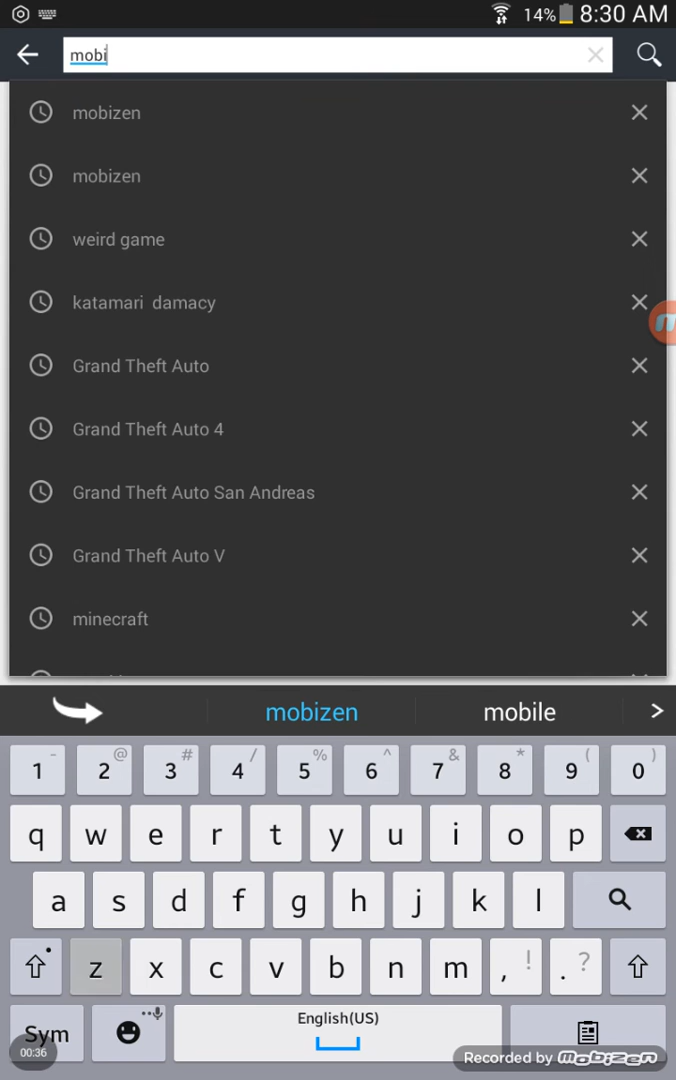 14% 8:30 AM
mobi
mobizen
mobizen
weird game
katamari damacy
Grand Theft Auto
Grand Theft Auto 4
Grand Theft Auto San Andreas
Grand Theft Auto V
minecraft
mobizen mobile >
- @ # / % ^ & * ( )
1 2 3 4 5 6 7 8 9 0
q w e r t y u i o p
a s d f g h j k l
z x c v b n m , ! . ?
Sym English(US)
00:36
Recorded by mobizen